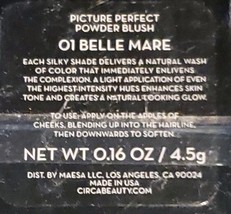 PICTURE PERFECT
POWDER BLUSH
01 BELLE MARE
EACH SILKY SHADE DELIVERS A NATURAL WASH
OF COLOR THAT IMMEDIATELY ENLIVENS
THE COMPLEXION. A LIGHT APPLICATION OF EVEN
THE HIGHEST-INTENSITY HUES ENHANCES SKIN
TONE AND CREATES A NATURAL LOOKING GLOW.
TO USE: APPLY ON THE APPLES OF
CHEEKS, BLENDING UP INTO THE HAIRLINE,
THEN DOWNWARDS TO SOFTEN.
NET WT 0.16 OZ / 4.5g
DIST. BY MAESA LLC, LOS ANGELES, CA 90024
MADE IN USA
CIRCABEAUTY.COM